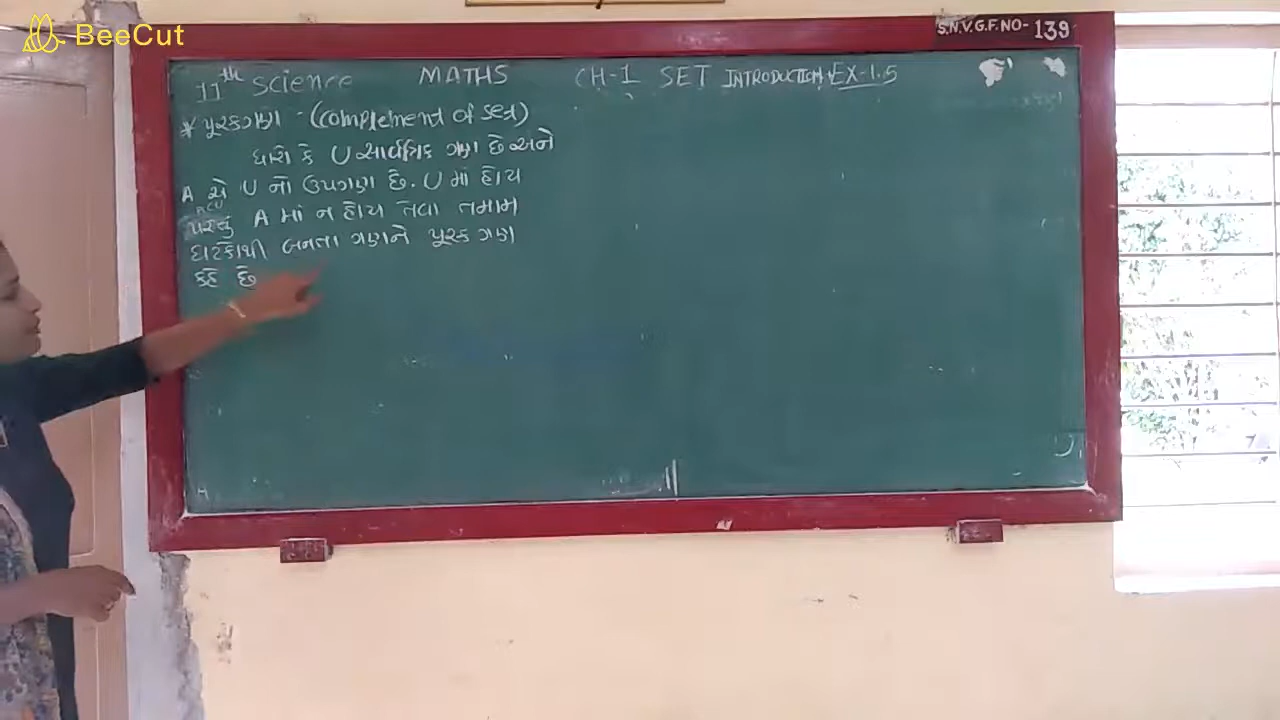 BeeCut
S.N.V.G.F.NO- 139
11th Science MATHS CH-1 SET INTRODUCTION, EX-1.5
* પૂરકગણ - (complement of set)
ધારો કે U સાર્વત્રિક ગણ છે અને
A એ U નો ઉપગણ છે. U માં હોય
પરંતુ A માં ન હોય તેવા તમામ
ઘટકોથી બનતા ગણને પૂરક ગણ
કહે છે